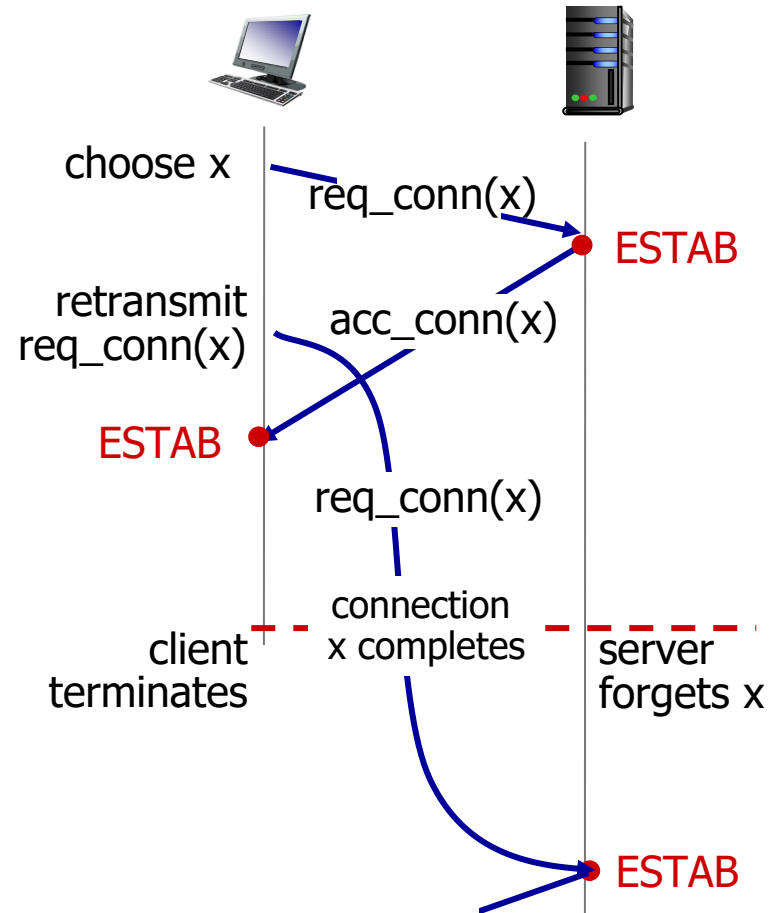 choose x
req_conn(x)
ESTAB
retransmit
req_conn(x)
acc_conn(x)
ESTAB
req_conn(x)
connection
x completes
client
terminates
server
forgets x
ESTAB